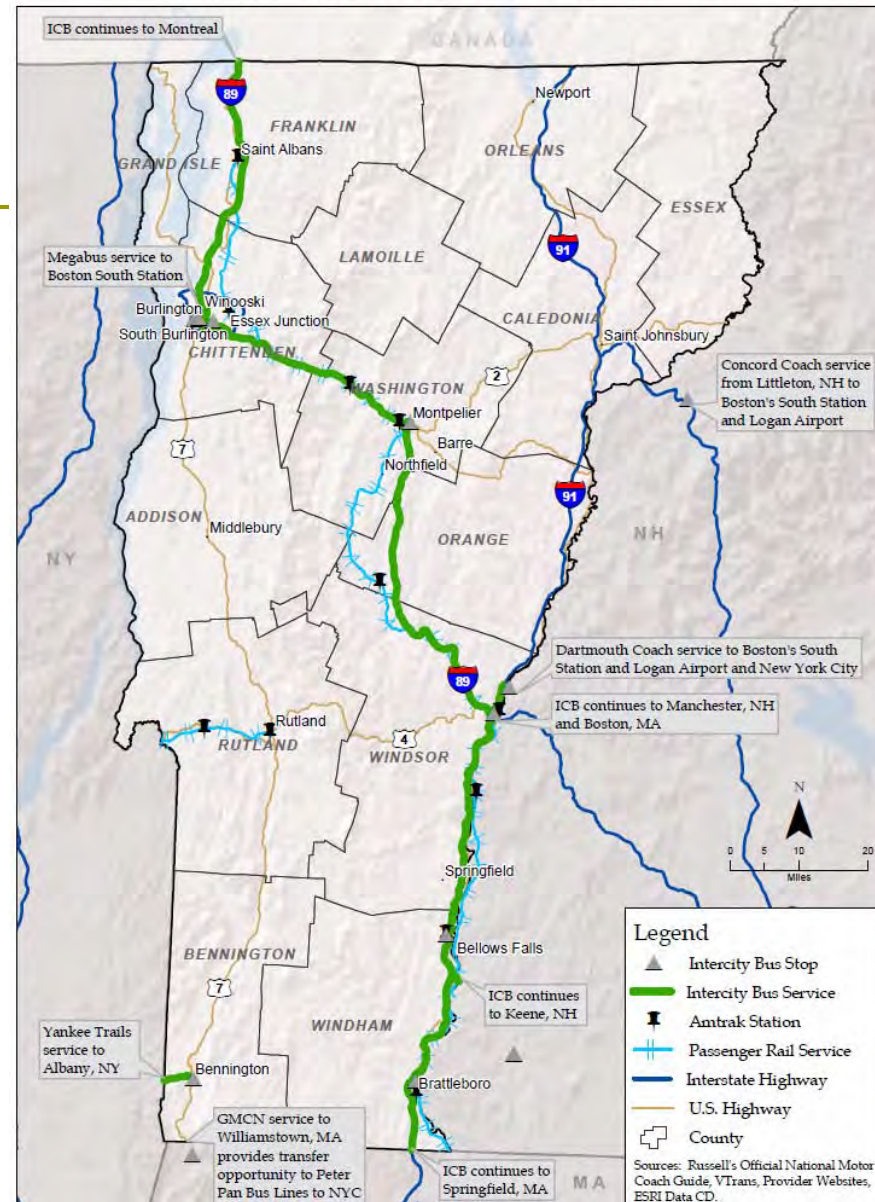 ICB continues to Montreal
CANADA
89
Newport
FRANKLIN
Saint Albans
GRAND ISLE
ORLEANS
ESSEX
LAMOILLE
91
Megabus service to
Boston South Station
Burlington
Winooski
Essex Junction
South Burlington
CHITTENDEN
CALEDONIA
Saint Johnsbury
WASHINGTON
2
Concord Coach service
from Littleton, NH to
Boston's South Station
and Logan Airport
Montpelier
Barre
7
Northfield
91
ADDISON
Middlebury
ORANGE
NH
NY
Dartmouth Coach service to Boston's South
Station and Logan Airport and New York City
89
ICB continues to Manchester, NH
and Boston, MA
Rutland
RUTLAND
4
WINDSOR
N
0 5 10 20
Miles
Springfield
BENNINGTON
Bellows Falls
7
ICB continues
to Keene, NH
WINDHAM
Yankee Trails
service to
Albany, NY
Bennington
Brattleboro
GMCN service to
Williamstown, MA
provides transfer
opportunity to Peter
Pan Bus Lines to NYC
ICB continues to
Springfield, MA
MA
Legend
Intercity Bus Stop
Intercity Bus Service
Amtrak Station
Passenger Rail Service
Interstate Highway
U.S. Highway
County
Sources: Russell's Official National Motor
Coach Guide, VTrans, Provider Websites,
ESRI Data CD.